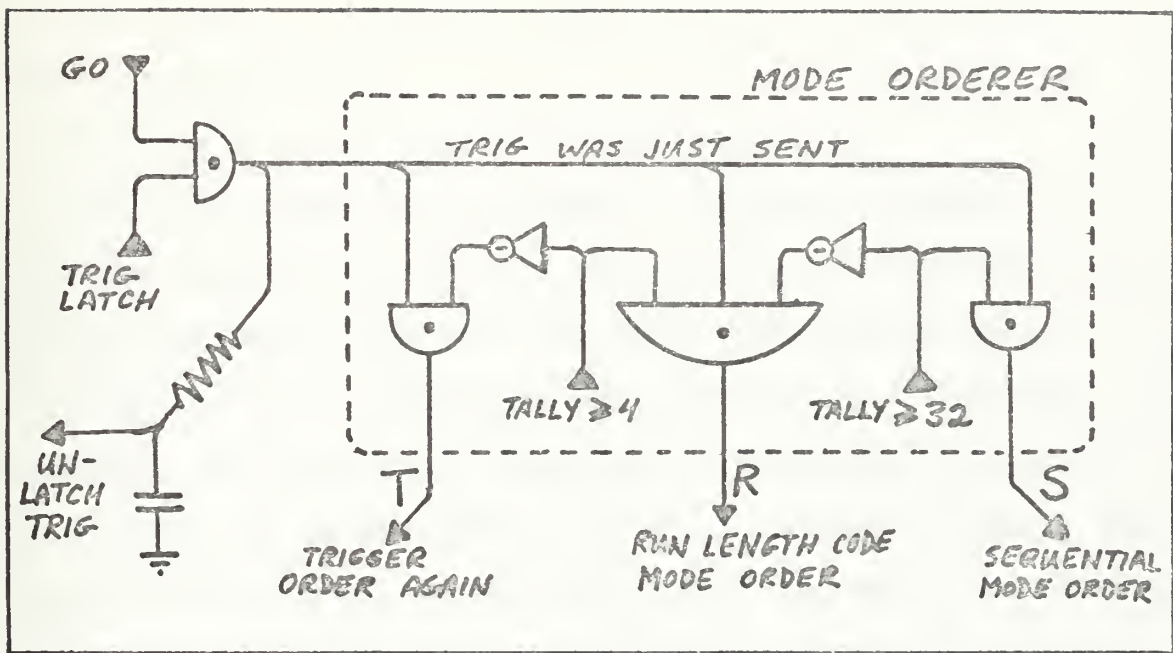 GO
MODE ORDERER
TRIG WAS JUST SENT
TRIG
LATCH
TALLY ≥ 4
TALLY ≥ 32
UN-
LATCH
TRIG
T
R
S
TRIGGER
ORDER AGAIN
RUN LENGTH CODE
MODE ORDER
SEQUENTIAL
MODE ORDER